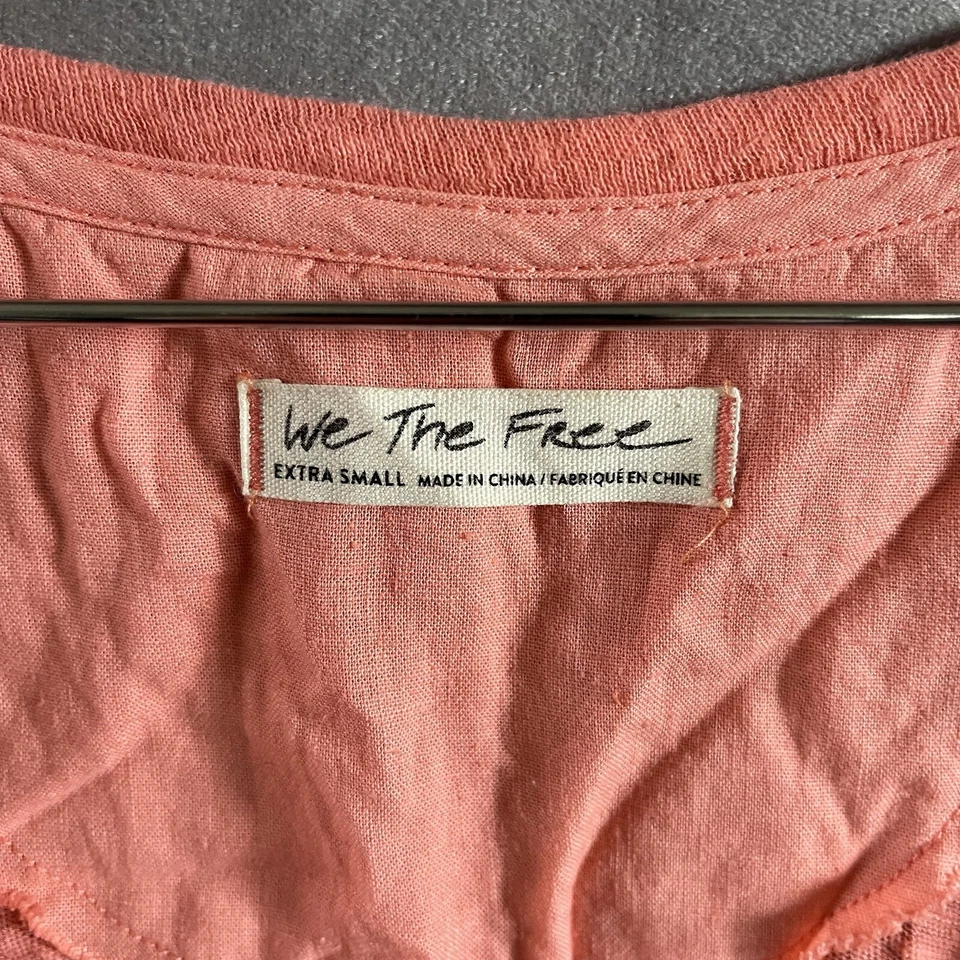 We The Free
EXTRA SMALL MADE IN CHINA / FABRIQUÉ EN CHINE